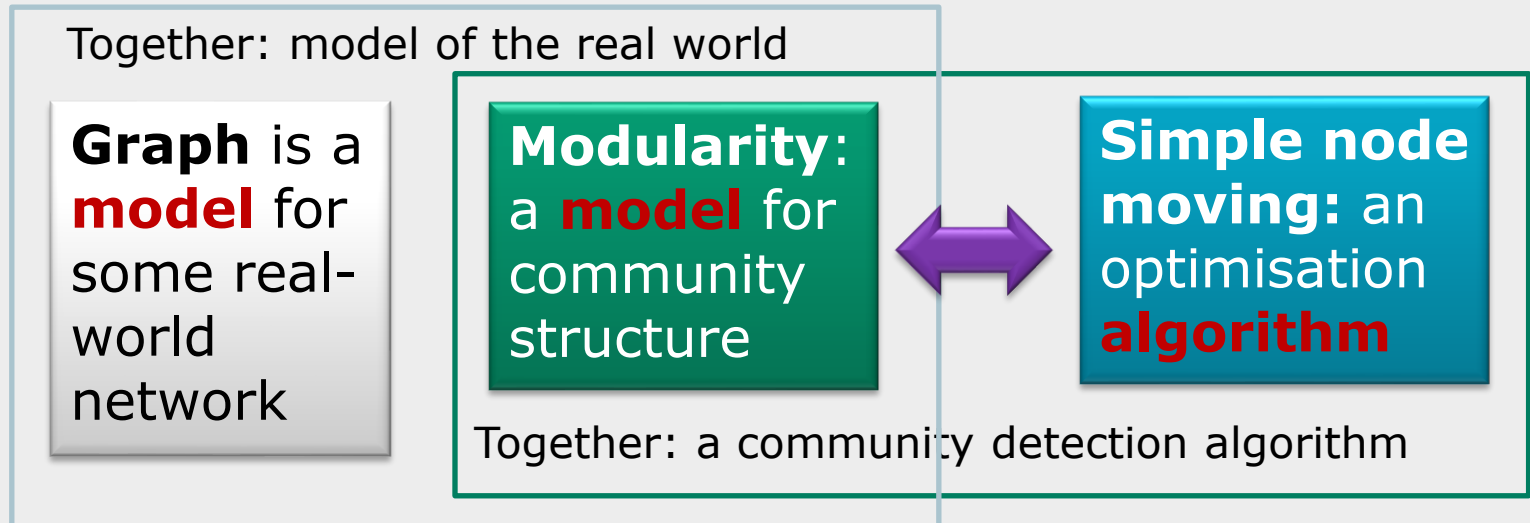 Together: model of the real world
Graph is a
model for
some real-
world
network
Modularity:
a model for
community
structure
Simple node
moving: an
optimisation
algorithm
Together: a community detection algorithm